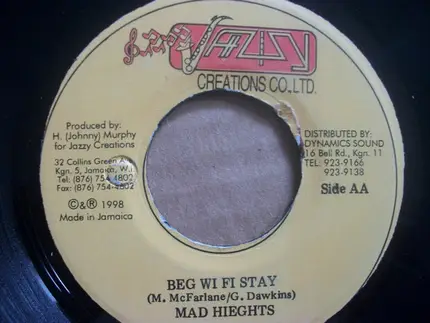 Jazzy
CREATIONS CO., LTD.
Produced by:
H. (Johnny) Murphy
for Jazzy Creations
32 Collins Green A
Kgn. 5, Jamaica, W.I
Tel: (876) 754-4802
Fax: (876) 754-4602
©&℗ 1998
Made in Jamaica
DISTRIBUTED BY:
DYNAMICS SOUND
16 Bell Rd., Kgn. 11
TEL. 923-9166
923-9138
Side AA
BEG WI FI STAY
(M. McFarlane/G. Dawkins)
MAD HIEGHTS